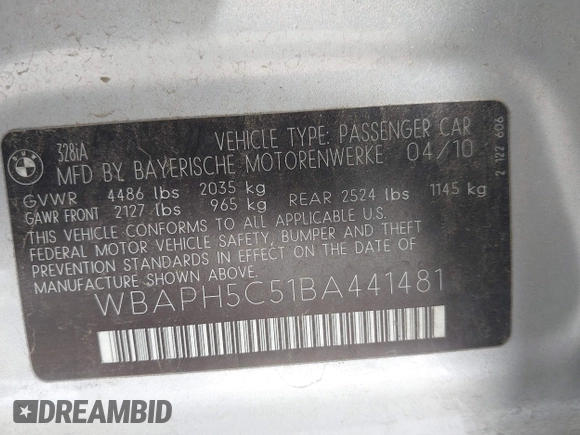 BMW
328iA
VEHICLE TYPE: PASSENGER CAR
MFD BY BAYERISCHE MOTORENWERKE 04/10
GVWR 4486 lbs 2035 kg
GAWR FRONT 2127 lbs 965 kg REAR 2524 lbs 1145 kg
THIS VEHICLE CONFORMS TO ALL APPLICABLE U.S.
FEDERAL MOTOR VEHICLE SAFETY, BUMPER AND THEFT
PREVENTION STANDARDS IN EFFECT ON THE DATE OF
MANUFACTURE SHOWN ABOVE.
WBAPH5C51BA441481
2 122 606
DREAMBID